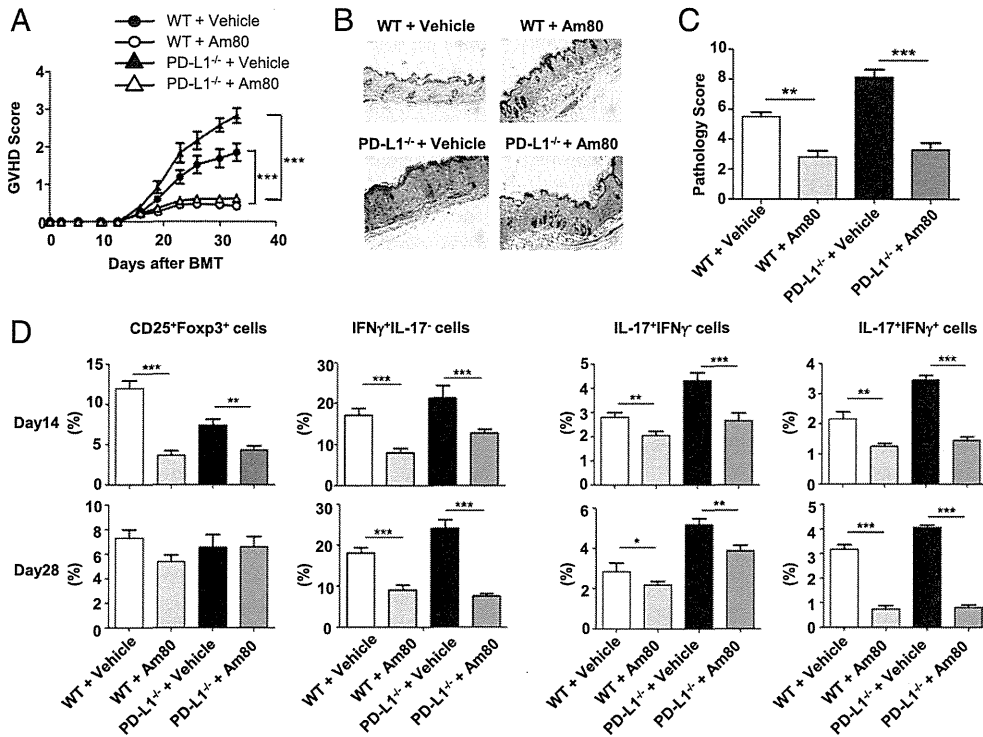 A
WT + Vehicle
WT + Am80
PD-L1-/- + Vehicle
PD-L1-/- + Am80
GVHD Score
4
3
2
1
0
0 10 20 30 40
Days after BMT
***
***
B
WT + Vehicle WT + Am80
PD-L1-/- + Vehicle PD-L1-/- + Am80
C
Pathology Score
10
8
6
4
2
0
** ***
WT + Vehicle
WT + Am80
PD-L1-/- + Vehicle
PD-L1-/- + Am80
D
CD25+Foxp3+ cells IFNγ+IL-17- cells IL-17+IFNγ- cells IL-17+IFNγ+ cells
Day14
(%)
15
10
5
0
*** **
(%)
30
20
10
0
*** ***
(%)
5
4
3
2
1
0
** ***
(%)
4
3
2
1
0
** ***
Day28
(%)
10
8
6
4
2
0
(%)
30
20
10
0
*** ***
(%)
6
4
2
0
* **
(%)
5
4
3
2
1
0
*** ***
WT + Vehicle
WT + Am80
PD-L1-/- + Vehicle
PD-L1-/- + Am80
WT + Vehicle
WT + Am80
PD-L1-/- + Vehicle
PD-L1-/- + Am80
WT + Vehicle
WT + Am80
PD-L1-/- + Vehicle
PD-L1-/- + Am80
WT + Vehicle
WT + Am80
PD-L1-/- + Vehicle
PD-L1-/- + Am80